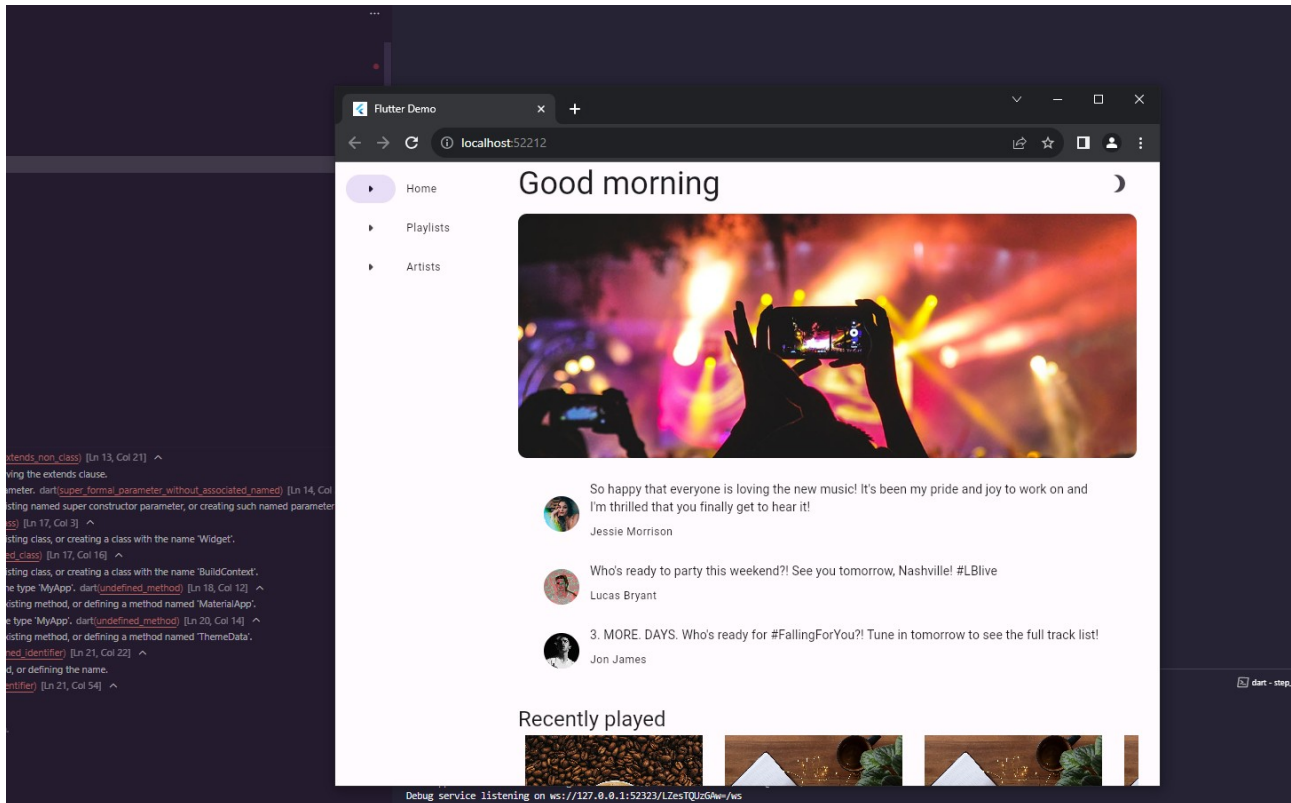 ...
Flutter Demo
localhost:52212
Home
Good morning
Playlists
Artists
So happy that everyone is loving the new music! It's been my pride and joy to work on and
I'm thrilled that you finally get to hear it!
Jessie Morrison
Who's ready to party this weekend?! See you tomorrow, Nashville! #LBlive
Lucas Bryant
3. MORE. DAYS. Who's ready for #FallingForYou?! Tune in tomorrow to see the full track list!
Jon James
Recently played
xtends_non_class) [Ln 13, Col 21]
ving the extends clause.
ameter. dart(super_formal_parameter_without_associated_named) [Ln 14, Col
isting named super constructor parameter, or creating such named parameter
ass) [Ln 17, Col 3]
isting class, or creating a class with the name 'Widget'.
ed_class) [Ln 17, Col 16]
isting class, or creating a class with the name 'BuildContext'.
he type 'MyApp'. dart(undefined_method) [Ln 18, Col 12]
xisting method, or defining a method named 'MaterialApp'.
e type 'MyApp'. dart(undefined_method) [Ln 20, Col 14]
xisting method, or defining a method named 'ThemeData'.
ned_identifier) [Ln 21, Col 22]
d, or defining the name.
entifier) [Ln 21, Col 54]
dart - step_
Debug service listening on ws://127.0.0.1:52323/LZesTQUzGAw=/ws